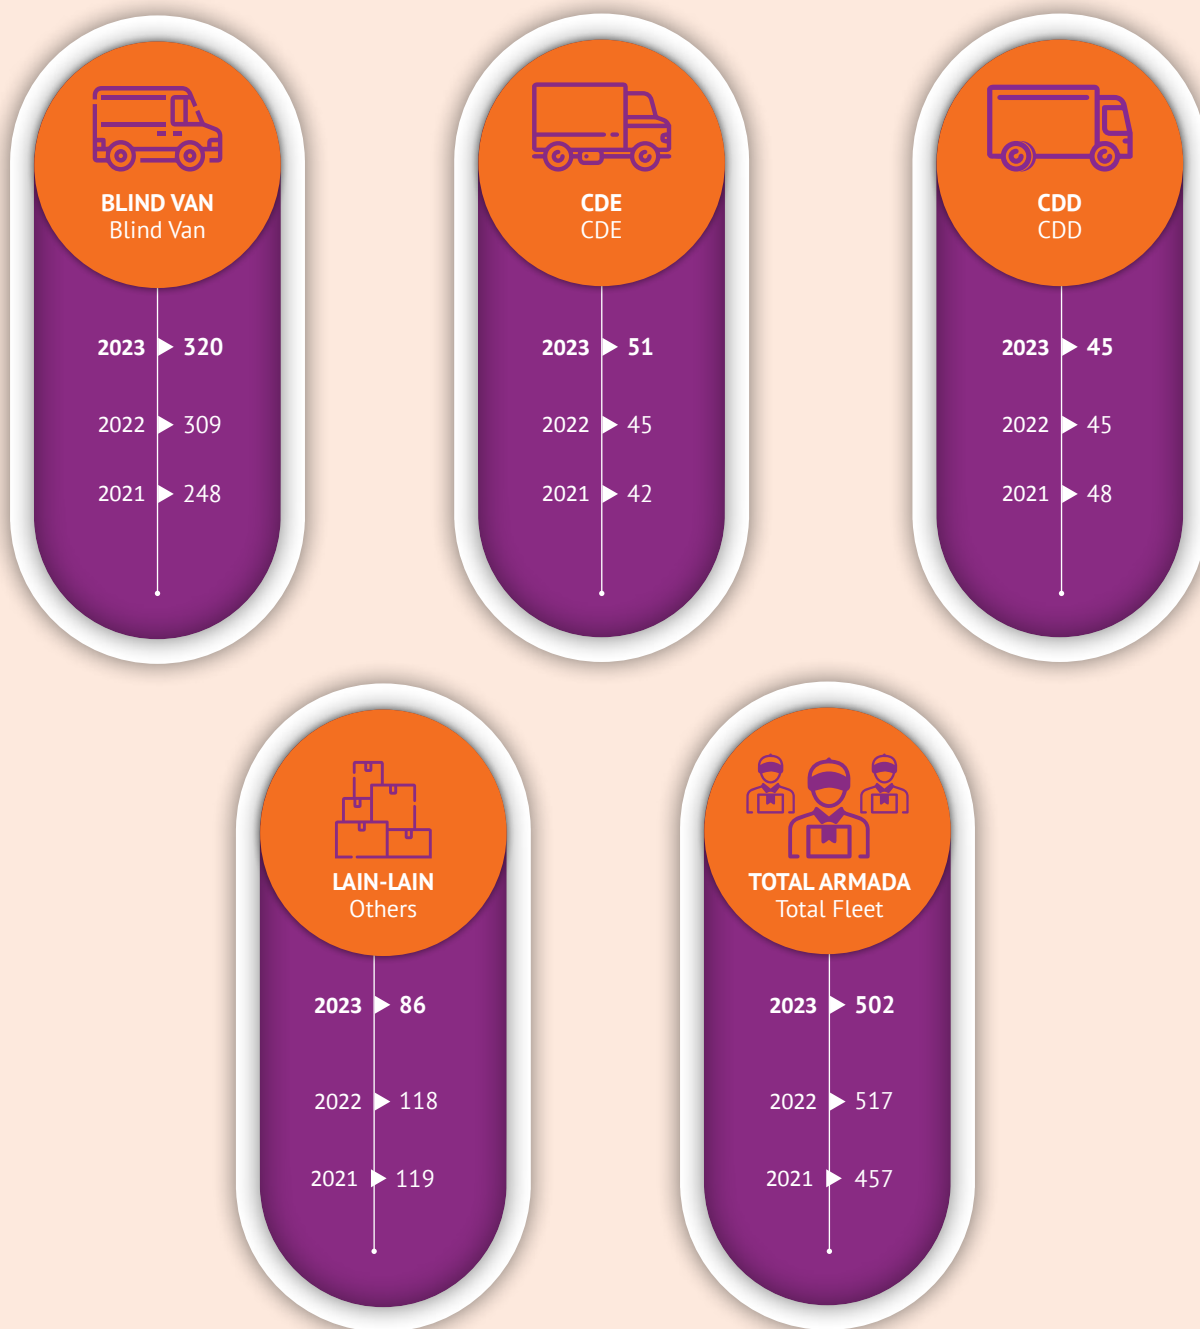 BLIND VAN
Blind Van
2023 320
2022 309
2021 248
CDE
CDE
2023 51
2022 45
2021 42
CDD
CDD
2023 45
2022 45
2021 48
LAIN-LAIN
Others
2023 86
2022 118
2021 119
TOTAL ARMADA
Total Fleet
2023 502
2022 517
2021 457